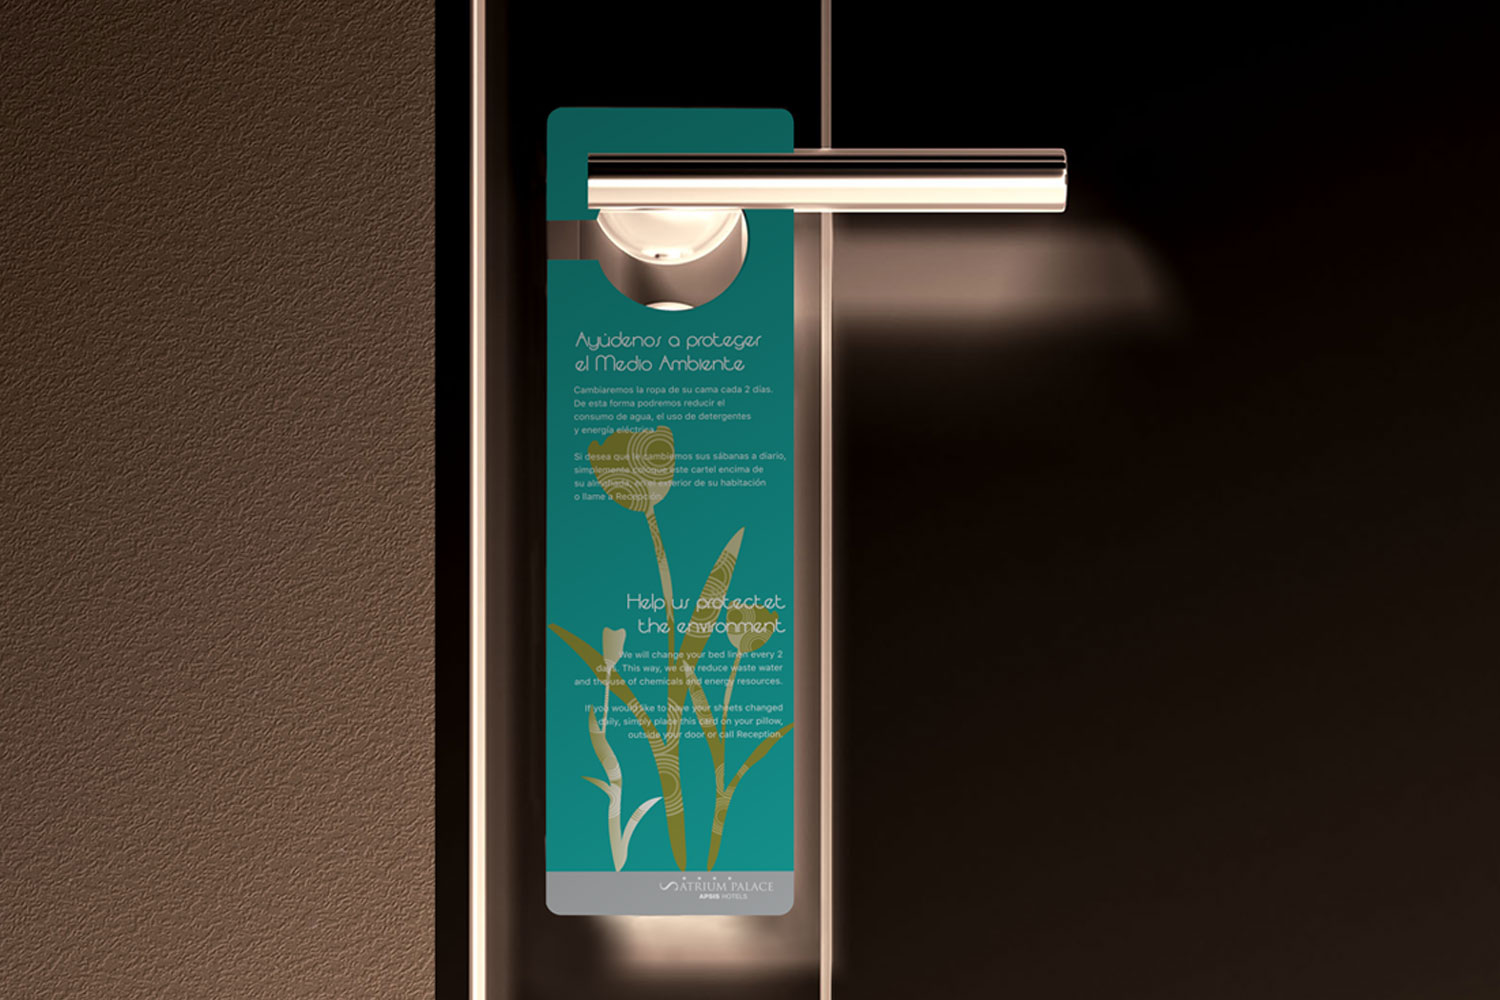 Ayúdenos a proteger
el Medio Ambiente
Cambiaremos la ropa de su cama cada 2 días.
De esta forma podremos reducir el
consumo de agua, el uso de detergentes
y energía eléctrica.
Si desea que le cambiemos sus sábanas a diario,
simplemente coloque este cartel encima de
su almohada, en el exterior de su habitación
o llame a Recepción.
Help us protectet
the environment
We will change your bed linen every 2
days. This way, we can reduce waste water
and the use of chemicals and energy resources.
If you would like to have your sheets changed
daily, simply place this card on your pillow,
outside your door or call Reception.
ATRIUM PALACE
APSIS HOTELS